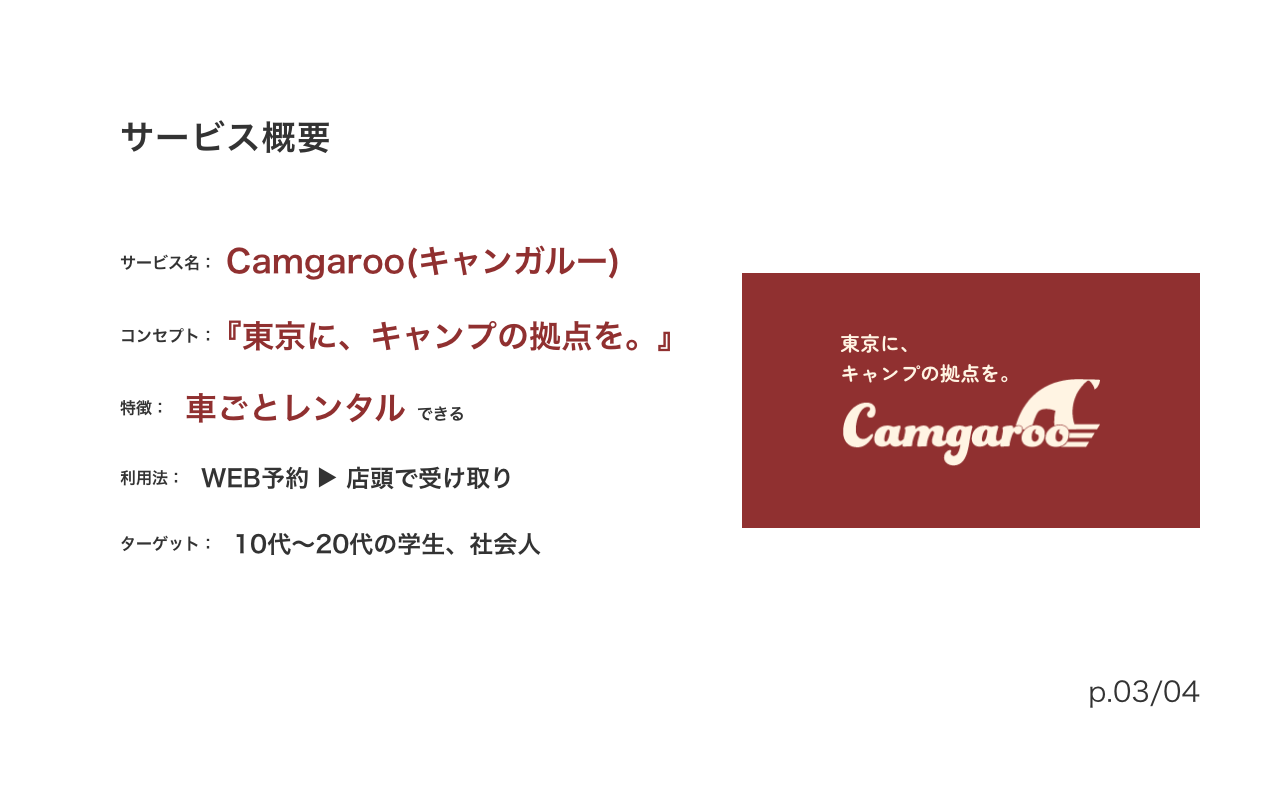 サービス概要
サービス名： Camgaroo(キャンガルー)
コンセプト：『東京に、キャンプの拠点を。』
特徴： 車ごとレンタル できる
利用法： WEB予約 ▶ 店頭で受け取り
ターゲット： 10代〜20代の学生、社会人
東京に、
キャンプの拠点を。
Camgaroo
p.03/04